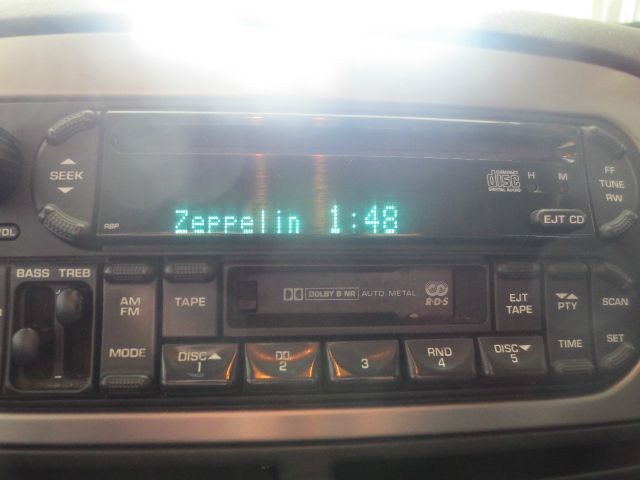 SEEK
RBP
Zeppelin 1:48
COMPACT
DISC
DIGITAL AUDIO
H M
EJT CD
FF
TUNE
RW
VOL
BASS TREB
AM
FM
MODE
TAPE
DOLBY B NR AUTO METAL
R·D·S
EJT
TAPE
PTY
TIME
SCAN
SET
DISC
1
2
3
RND
4
DISC
5